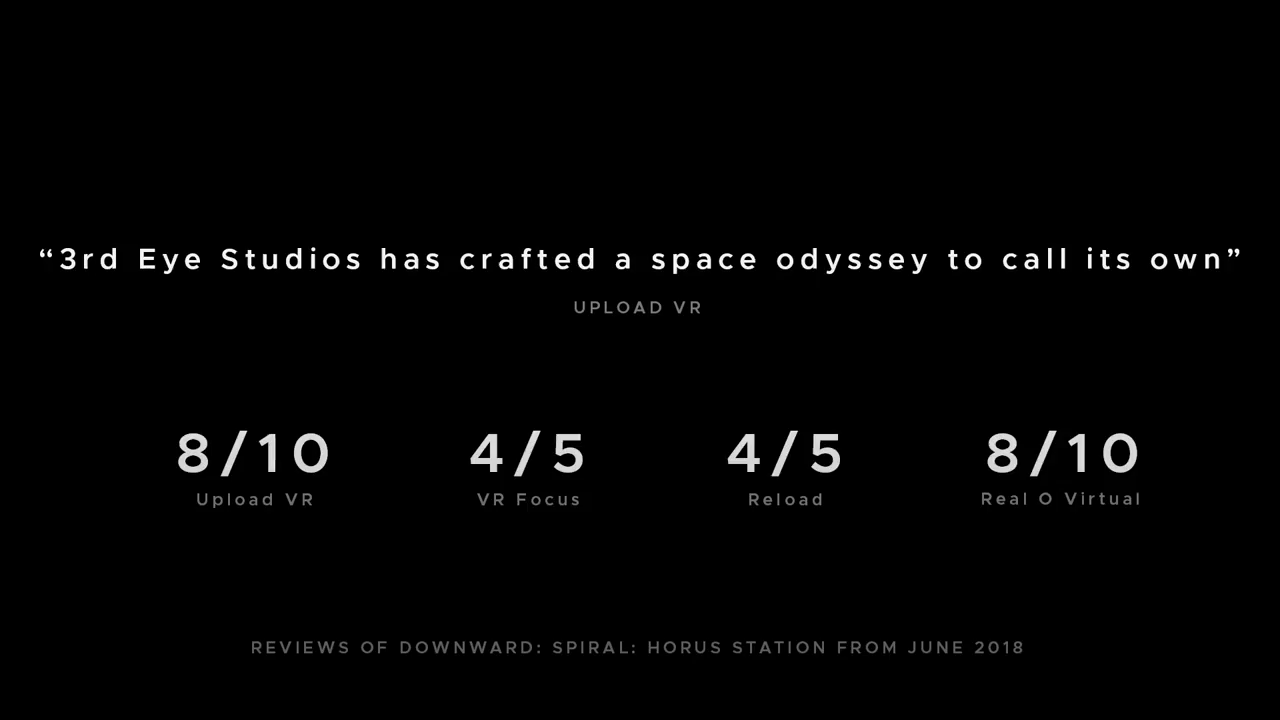 “3rd Eye Studios has crafted a space odyssey to call its own”
UPLOAD VR
8/10 4/5 4/5 8/10
Upload VR VR Focus Reload Real O Virtual
REVIEWS OF DOWNWARD: SPIRAL: HORUS STATION FROM JUNE 2018